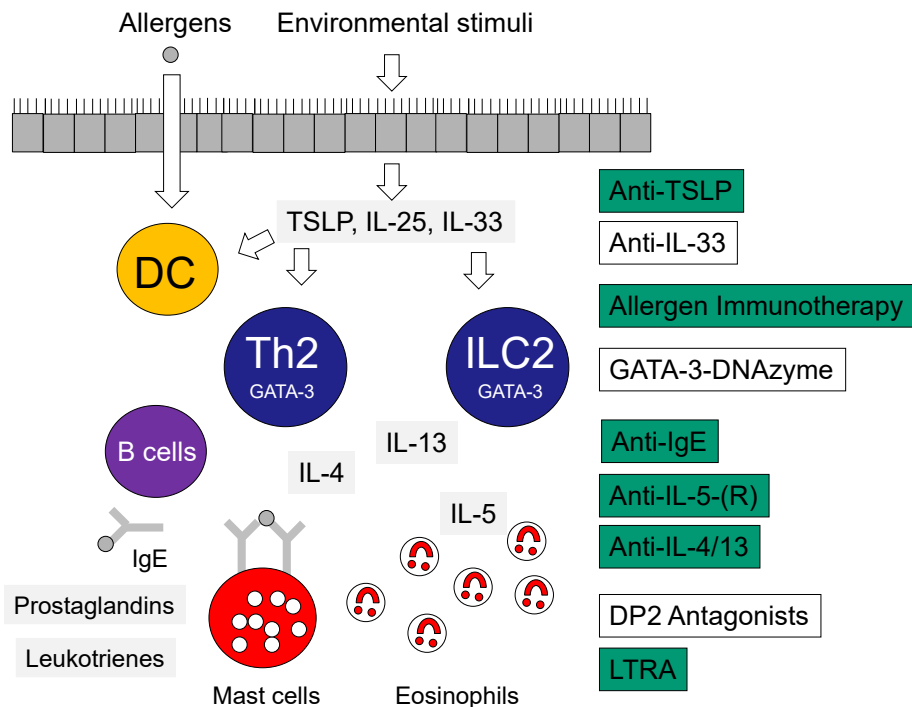 Allergens
Environmental stimuli
TSLP, IL-25, IL-33
DC
Th2
GATA-3
ILC2
GATA-3
B cells
IL-13
IL-4
IL-5
IgE
Prostaglandins
Leukotrienes
Mast cells
Eosinophils
Anti-TSLP
Anti-IL-33
Allergen Immunotherapy
GATA-3-DNAzyme
Anti-IgE
Anti-IL-5-(R)
Anti-IL-4/13
DP2 Antagonists
LTRA